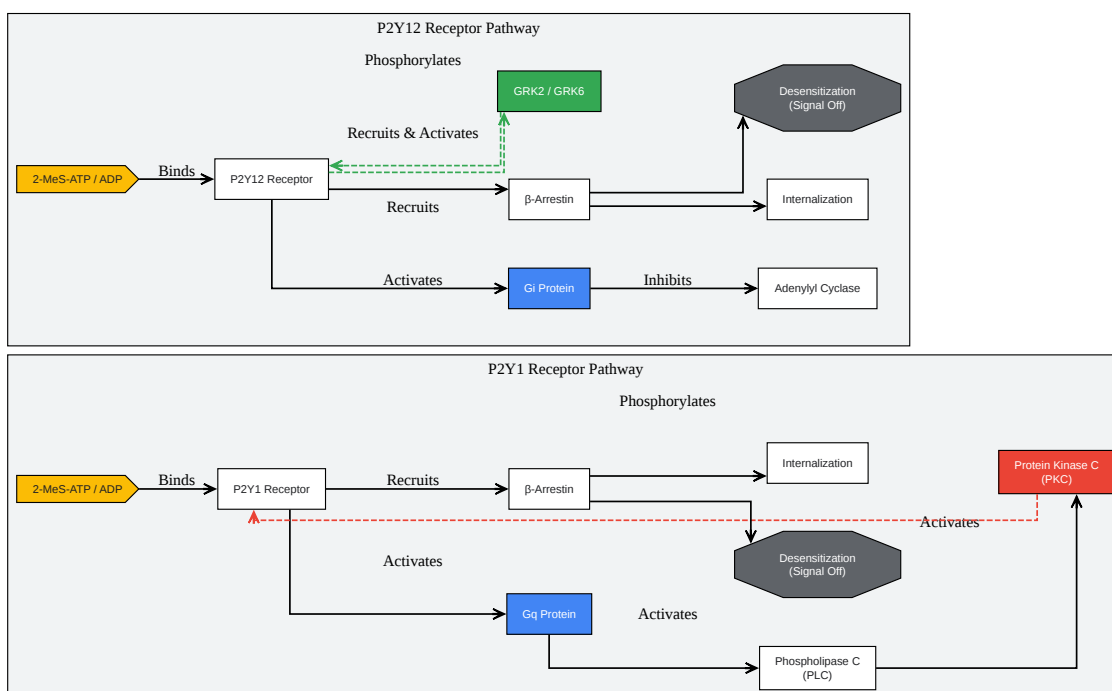 P2Y12 Receptor Pathway
Phosphorylates
GRK2 / GRK6
Desensitization
(Signal Off)
Recruits & Activates
2-MeS-ATP / ADP
Binds
P2Y12 Receptor
Recruits
β-Arrestin
Internalization
Activates
Gi Protein
Inhibits
Adenylyl Cyclase
P2Y1 Receptor Pathway
Phosphorylates
2-MeS-ATP / ADP
Binds
P2Y1 Receptor
Recruits
β-Arrestin
Internalization
Protein Kinase C
(PKC)
Activates
Activates
Desensitization
(Signal Off)
Gq Protein
Activates
Phospholipase C
(PLC)